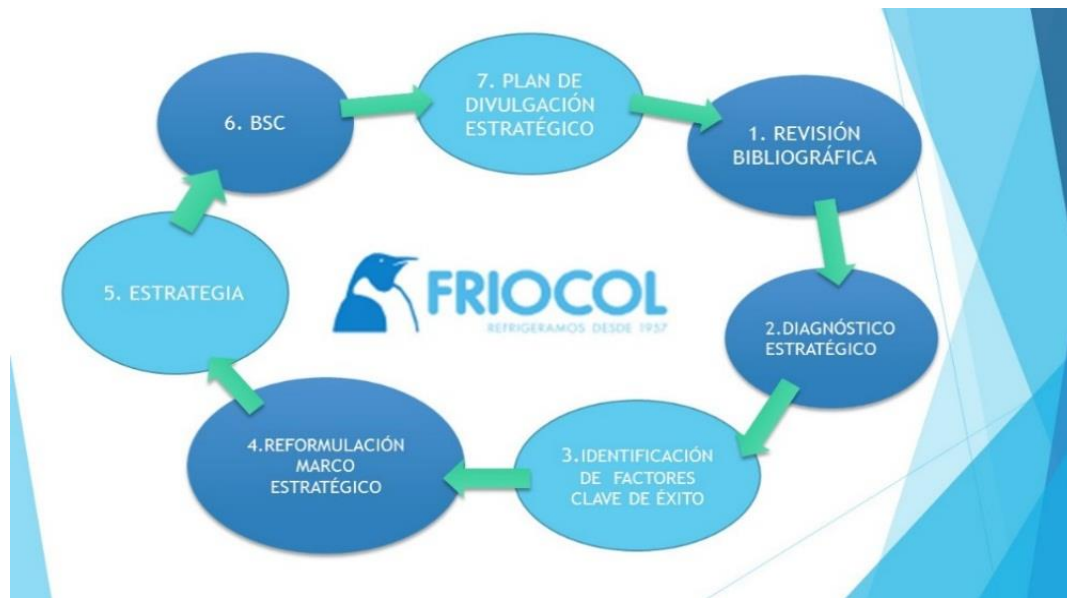 7. PLAN DE
DIVULGACIÓN
ESTRATÉGICO
1. REVISIÓN
BIBLIOGRÁFICA
2.DIAGNÓSTICO
ESTRATÉGICO
3.IDENTIFICACIÓN
DE FACTORES
CLAVE DE ÉXITO
4.REFORMULACIÓN
MARCO
ESTRATÉGICO
5. ESTRATEGIA
6. BSC
FRIOCOL
REFRIGERAMOS DESDE 1957